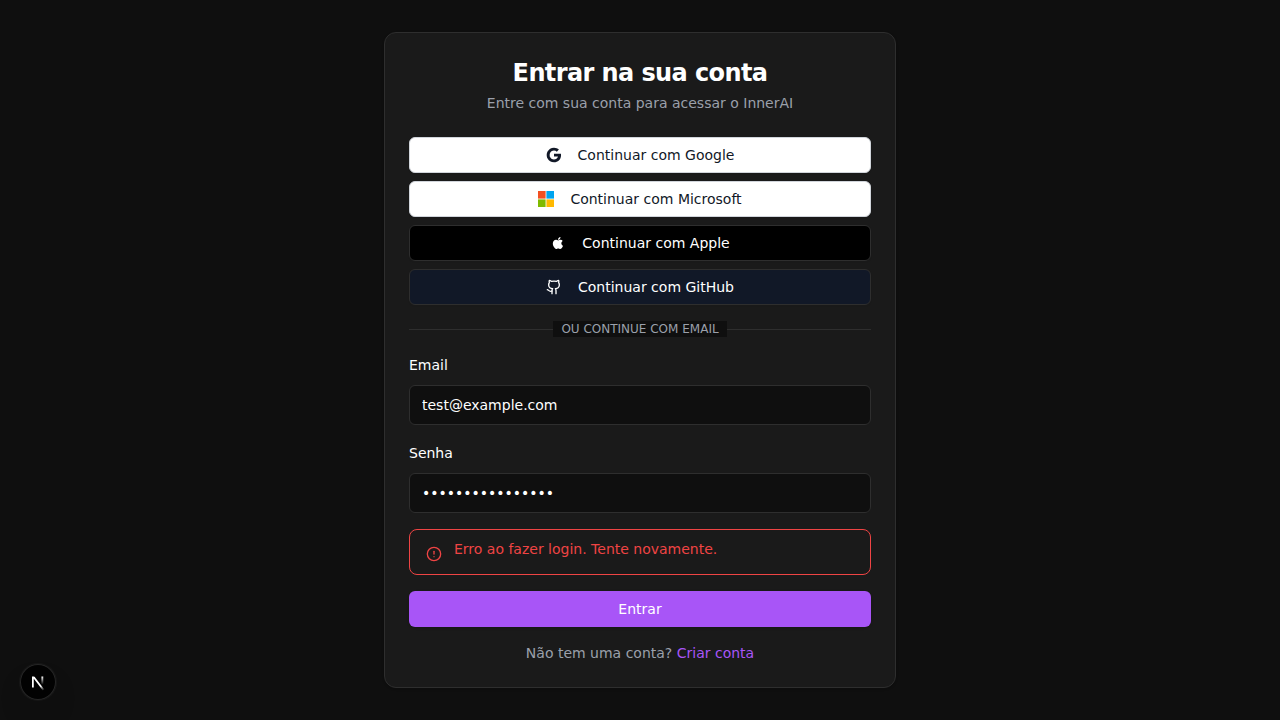 Entrar na sua conta
Entre com sua conta para acessar o InnerAI
Continuar com Google
Continuar com Microsoft
Continuar com Apple
Continuar com GitHub
OU CONTINUE COM EMAIL
Email
test@example.com
Senha
••••••••••••••••
Erro ao fazer login. Tente novamente.
Entrar
Não tem uma conta? Criar conta